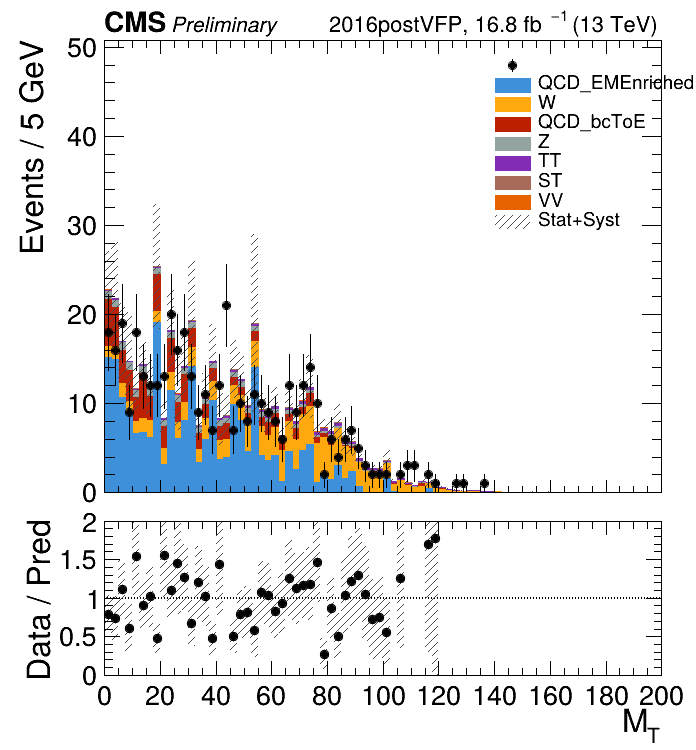 CMS Preliminary 2016postVFP, 16.8 fb⁻¹ (13 TeV)
Events / 5 GeV
50
40
30
20
10
0
QCD_EMEnriched
W
QCD_bcToE
Z
TT
ST
VV
Stat+Syst
Data / Pred
2
1.5
1
0.5
0
0 20 40 60 80 100 120 140 160 180 200
M_T